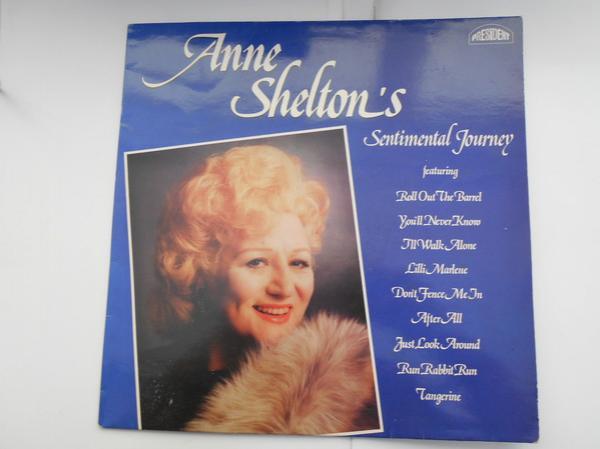 PRESIDENT
Anne
Shelton's
Sentimental Journey
featuring
Roll Out The Barrel
You'll Never Know
I'll Walk Alone
Lilli Marlene
Don't Fence Me In
After All
Just Look Around
Run Rabbit Run
Tangerine